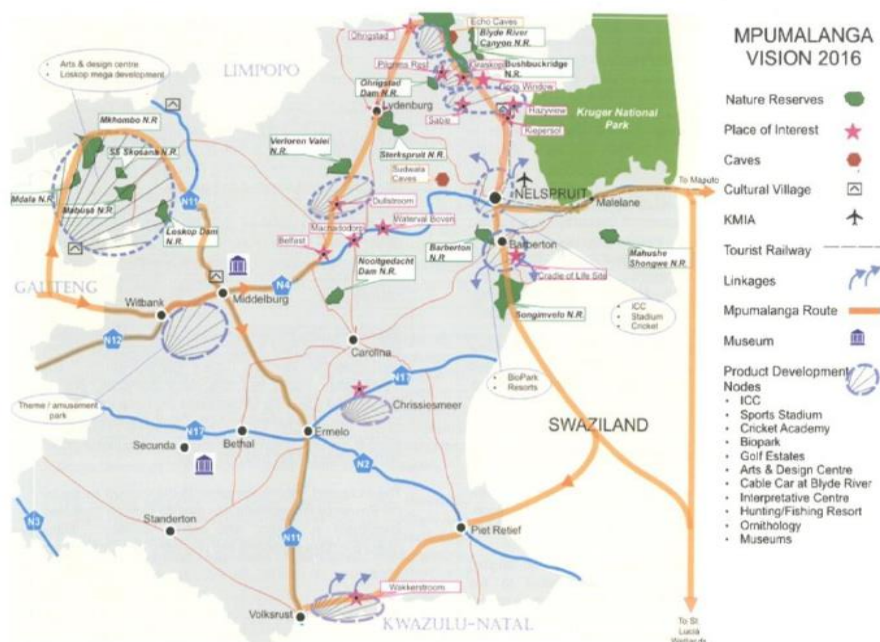 MPUMALANGA
VISION 2016
Nature Reserves
Place of Interest
Caves
Cultural Village
KMIA
Tourist Railway
Linkages
Mpumalanga Route
Museum
Product Development
Nodes
• ICC
• Sports Stadium
• Cricket Academy
• Biopark
• Golf Estates
• Arts & Design Centre
• Cable Car at Blyde River
• Interpretative Centre
• Hunting/Fishing Resort
• Ornithology
• Museums
• Arts & design centre
• Loskop mega development
LIMPOPO
Ohrigstad
Echo Caves
Blyde River
Canyon N.R.
Pilgrims Rest
Graskop
Bushbuckridge
N.R.
Gods Window
Ohrigstad
Dam N.R.
Lydenburg
Sabie
Hazyview
Kiepersol
Kruger National
Park
Mkhombo N.R
SS Skosana N.R.
Mdala N.R
Mabusa N.R.
Loskop Dam
N.R.
N11
Verloren Valei
N.R.
Sterkspruit N.R.
Sudwala
Caves
NELSPRUIT
Malelane
To Maputo
Dullstroom
Machadodorp
Waterval Boven
Belfast
Nooitgedacht
Dam N.R.
Barberton
N.R
Barberton
Cradle of Life Site
Mahushe
Shongwe N.R.
Songimvelo N.R.
GAUTENG
Witbank
Middelburg
N4
N12
• ICC
• Stadium
• Cricket
Carolina
• BioPark
• Resorts
N17
Chrissiesmeer
Theme / amusement
park
N17
Secunda
Bethal
Ermelo
SWAZILAND
N2
N3
Standerton
N11
Piet Retief
Wakkerstroom
Volksrust
KWAZULU-NATAL
To St
Lucia
Wetlands